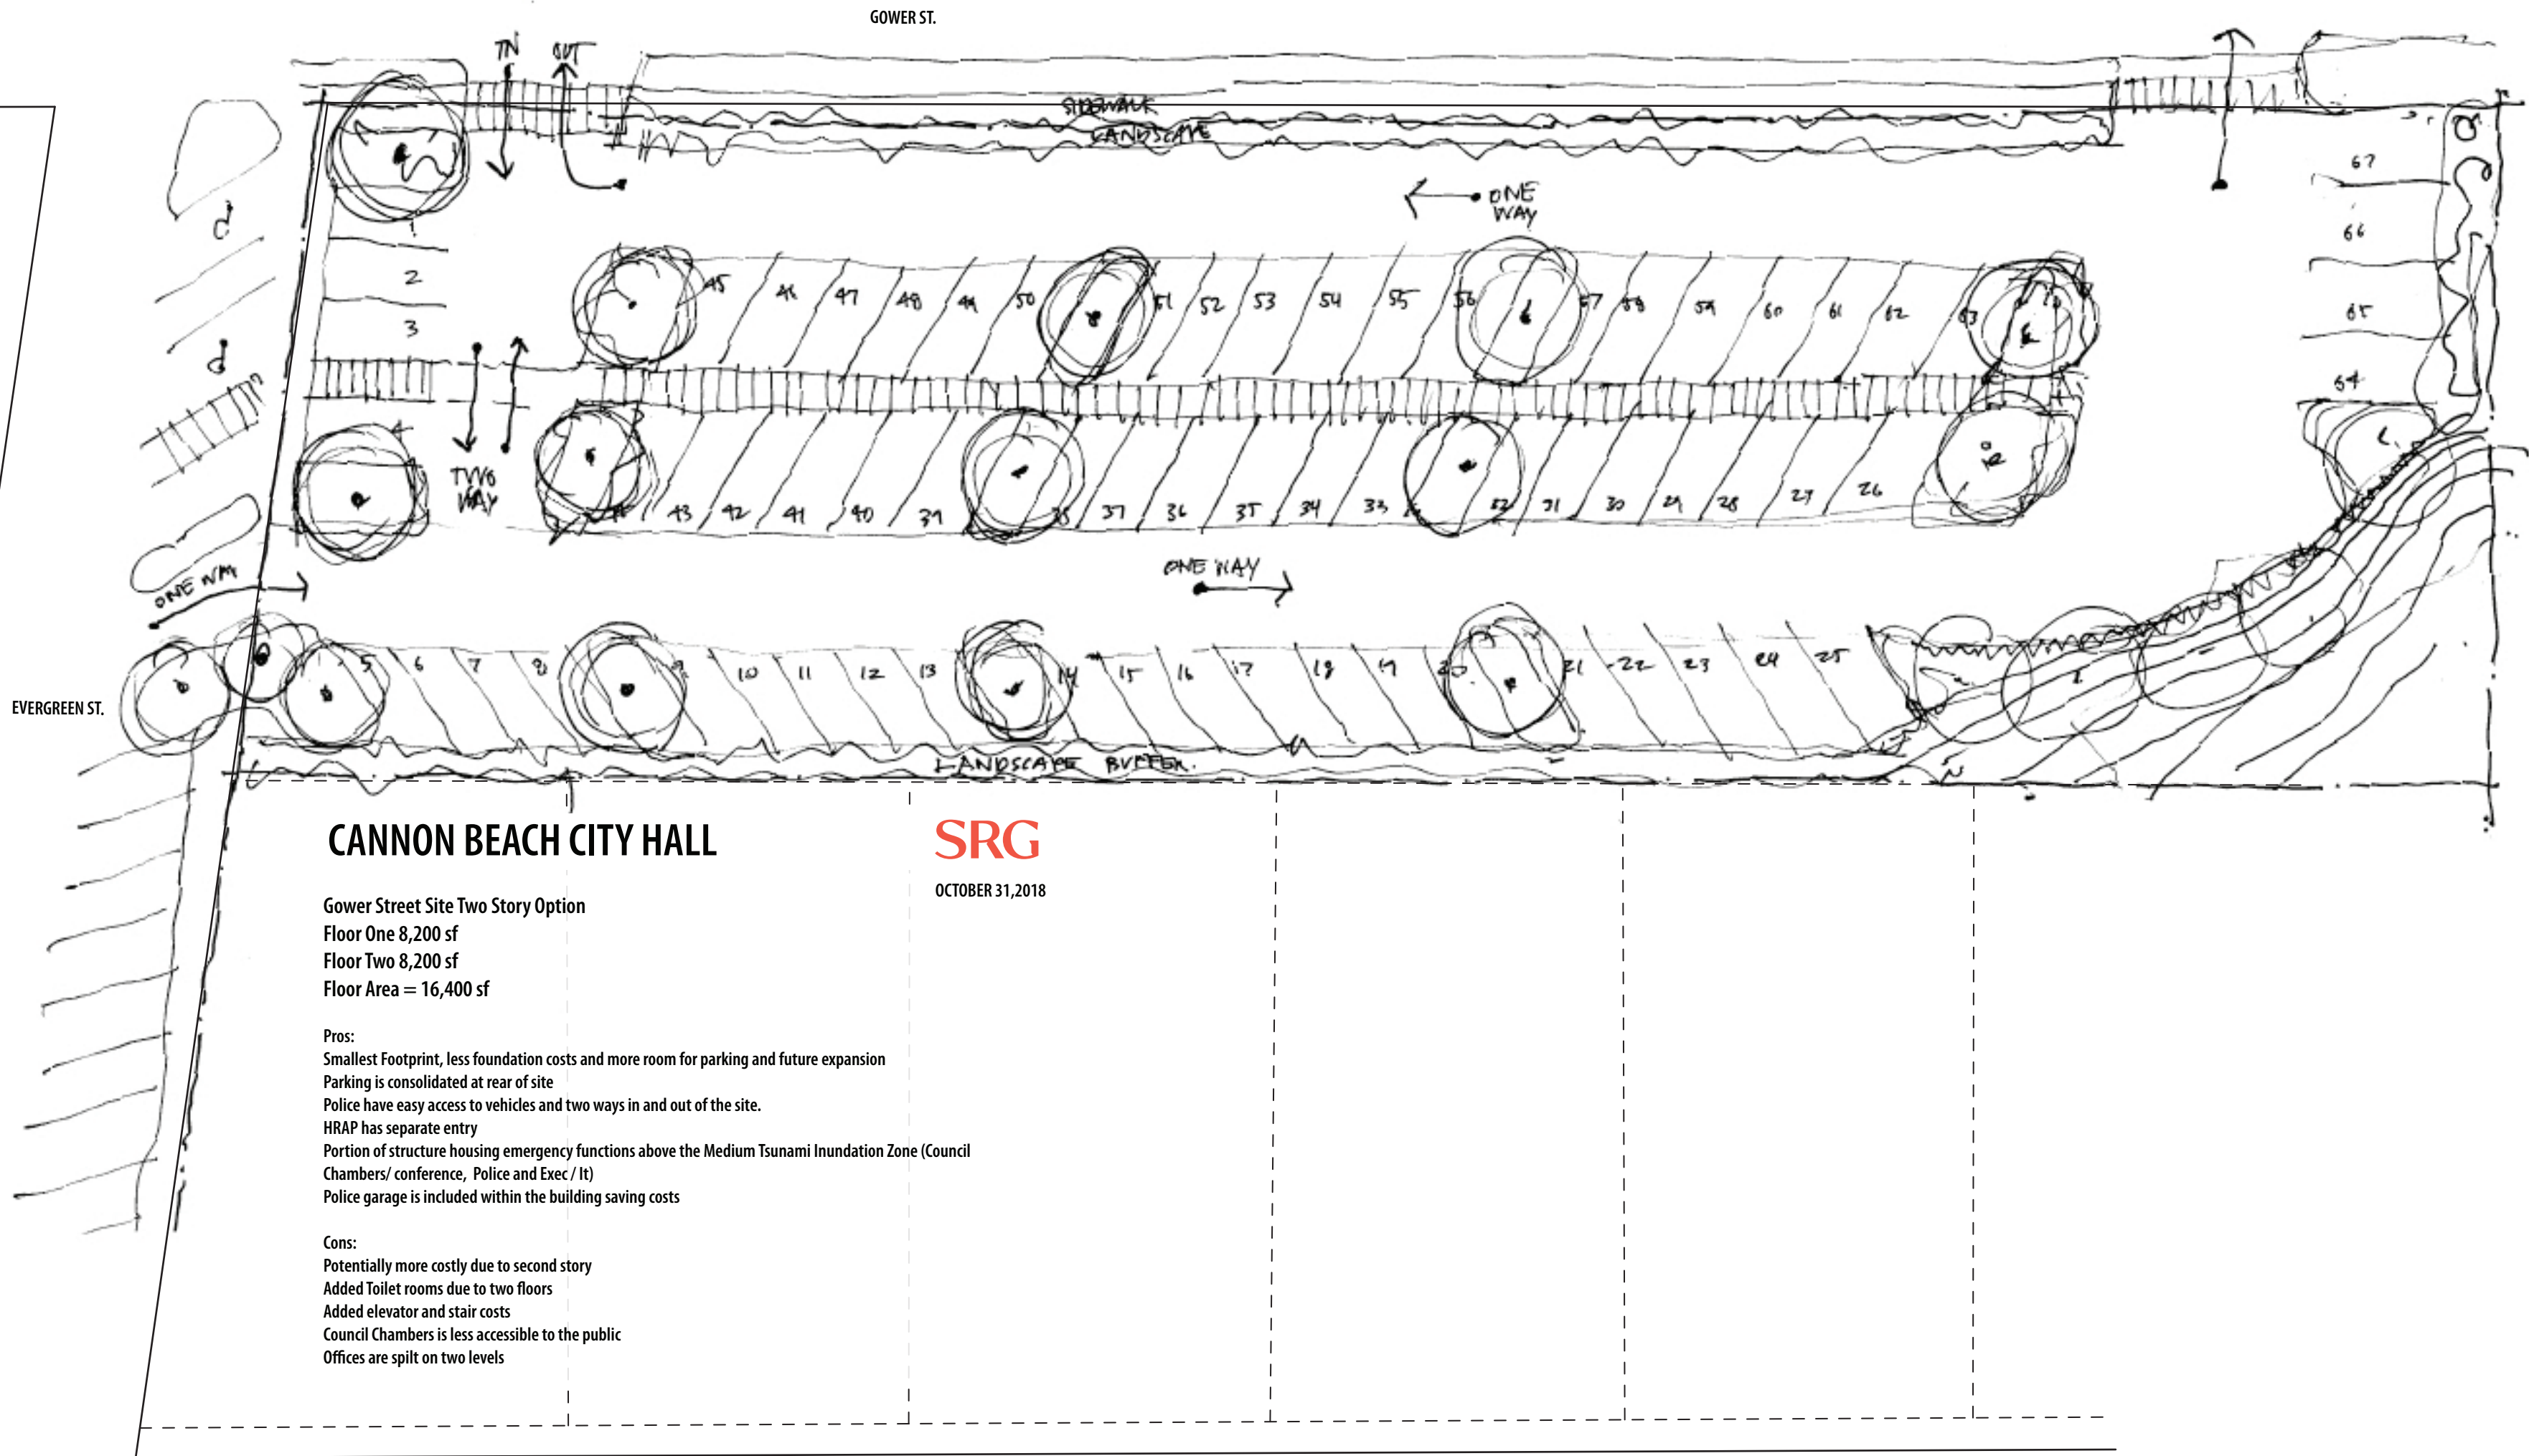 GOWER ST.
IN OUT
SIDEWALK
LANDSCAPE
ONE
WAY
67
66
65
64
1
2
3
45 46 47 48 49 50 51 52 53 54 55 56 57 58 59 60 61 62 63
TWO
WAY
44 43 42 41 40 39 38 37 36 35 34 33 32 31 30 29 28 27 26
ONE WAY
ONE WAY
5 6 7 8 9 10 11 12 13 14 15 16 17 18 19 20 21 22 23 24 25
EVERGREEN ST.
LANDSCAPE BUFFER.
CANNON BEACH CITY HALL
SRG
OCTOBER 31,2018
Gower Street Site Two Story Option
Floor One 8,200 sf
Floor Two 8,200 sf
Floor Area = 16,400 sf
Pros:
Smallest Footprint, less foundation costs and more room for parking and future expansion
Parking is consolidated at rear of site
Police have easy access to vehicles and two ways in and out of the site.
HRAP has separate entry
Portion of structure housing emergency functions above the Medium Tsunami Inundation Zone (Council
Chambers/ conference, Police and Exec / It)
Police garage is included within the building saving costs
Cons:
Potentially more costly due to second story
Added Toilet rooms due to two floors
Added elevator and stair costs
Council Chambers is less accessible to the public
Offices are spilt on two levels